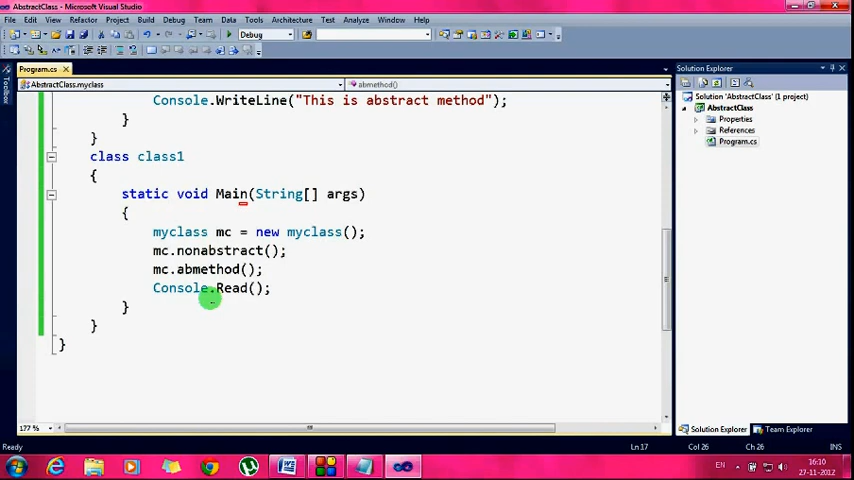 AbstractClass - Microsoft Visual Studio
File Edit View Refactor Project Build Debug Team Data Tools Architecture Test Analyze Window Help
Debug
Program.cs
AbstractClass.myclass
abmethod()
Console.WriteLine("This is abstract method");
}
}
class class1
{
static void Main(String[] args)
{
myclass mc = new myclass();
mc.nonabstract();
mc.abmethod();
Console.Read();
}
}
}
177 %
Solution Explorer
Solution 'AbstractClass' (1 project)
AbstractClass
Properties
References
Program.cs
Solution Explorer Team Explorer
Toolbox
Ready
Ln 17 Col 26 Ch 26 INS
EN
16:10
27-11-2012